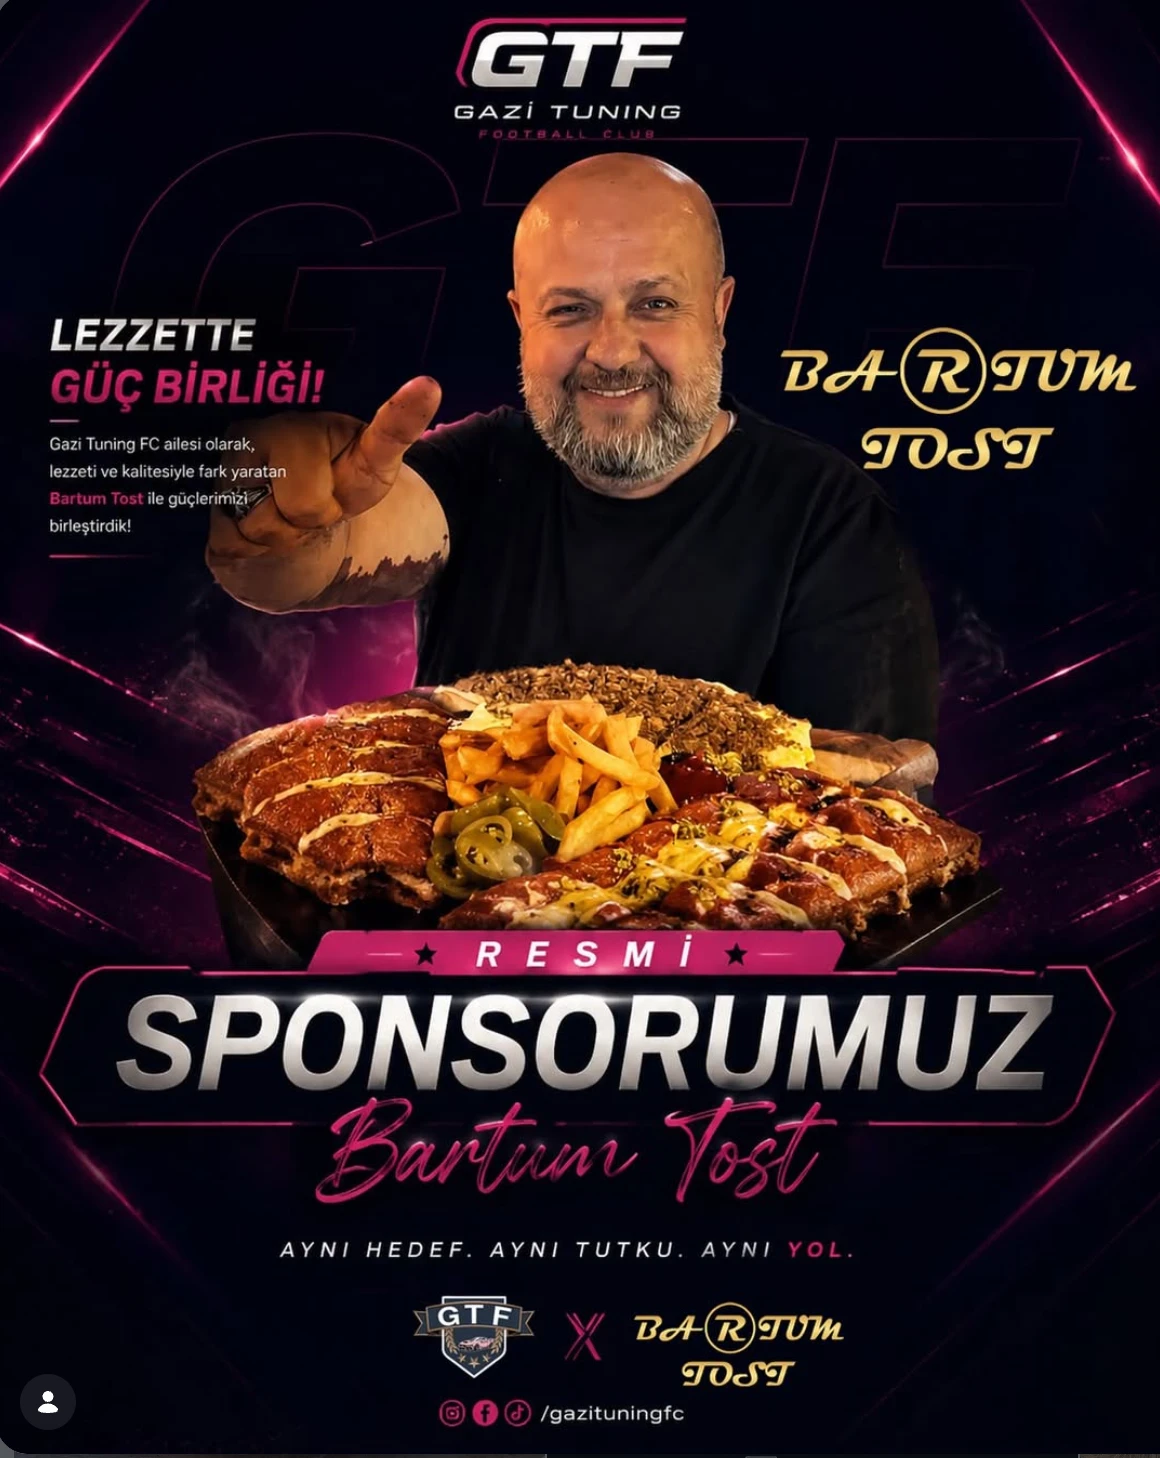 GTF
GAZİ TUNING
FOOTBALL CLUB
GTF
LEZZETTE
GÜÇ BİRLİĞİ!
Gazi Tuning FC ailesi olarak,
lezzeti ve kalitesiyle fark yaratan
Bartum Tost ile güçlerimizi
birleştirdik!
BARTUM
TOST
RESMİ
SPONSORUMUZ
Bartum Tost
AYNI HEDEF. AYNI TUTKU. AYNI YOL.
GTF X BARTUM
TOST
/gazituningfc